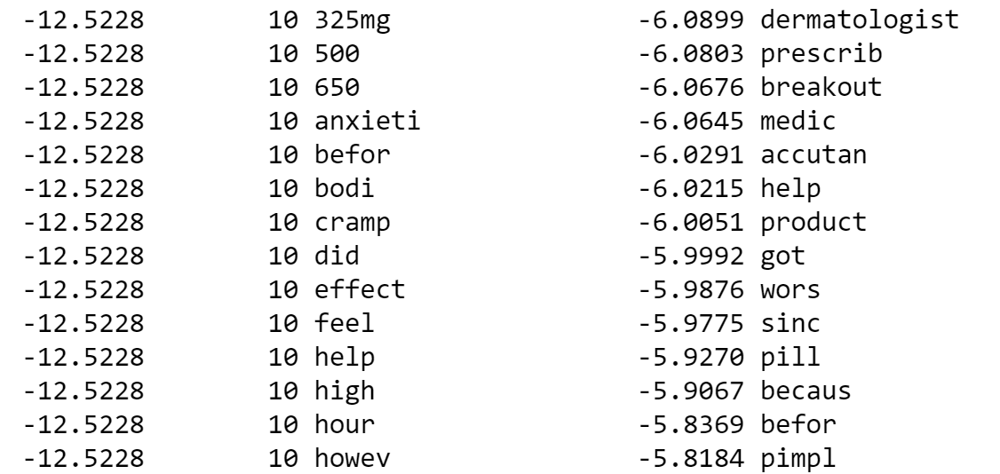 -12.5228 10 325mg -6.0899 dermatologist
-12.5228 10 500 -6.0803 prescrib
-12.5228 10 650 -6.0676 breakout
-12.5228 10 anxieti -6.0645 medic
-12.5228 10 befor -6.0291 accutan
-12.5228 10 bodi -6.0215 help
-12.5228 10 cramp -6.0051 product
-12.5228 10 did -5.9992 got
-12.5228 10 effect -5.9876 wors
-12.5228 10 feel -5.9775 sinc
-12.5228 10 help -5.9270 pill
-12.5228 10 high -5.9067 becaus
-12.5228 10 hour -5.8369 befor
-12.5228 10 howev -5.8184 pimpl